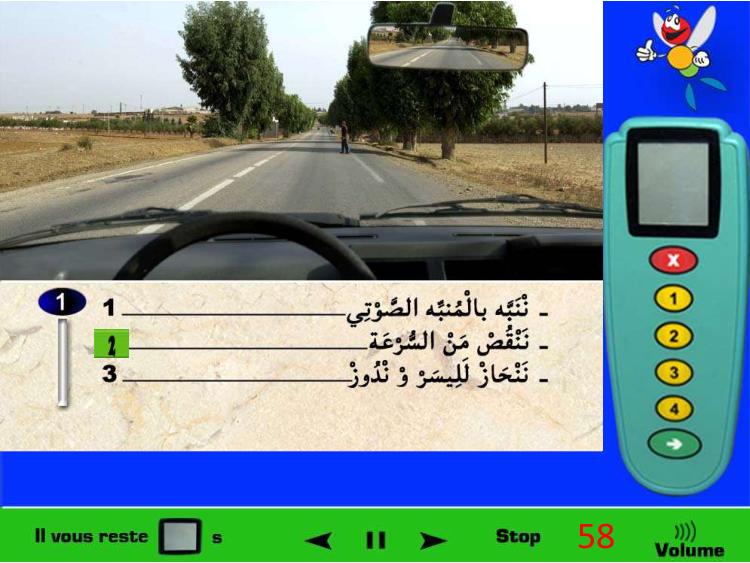 1
1 ـ نْنَبَّه بالْمُنبِّه الصَّوْتِي
2 ـ نَنْقُصْ مَنْ السُّرْعَة
3 ـ نَنْحَازْ لَلِيسَرْ وْ نْدُوزْ
X
1
2
3
4
Il vous reste s
Stop
58
Volume